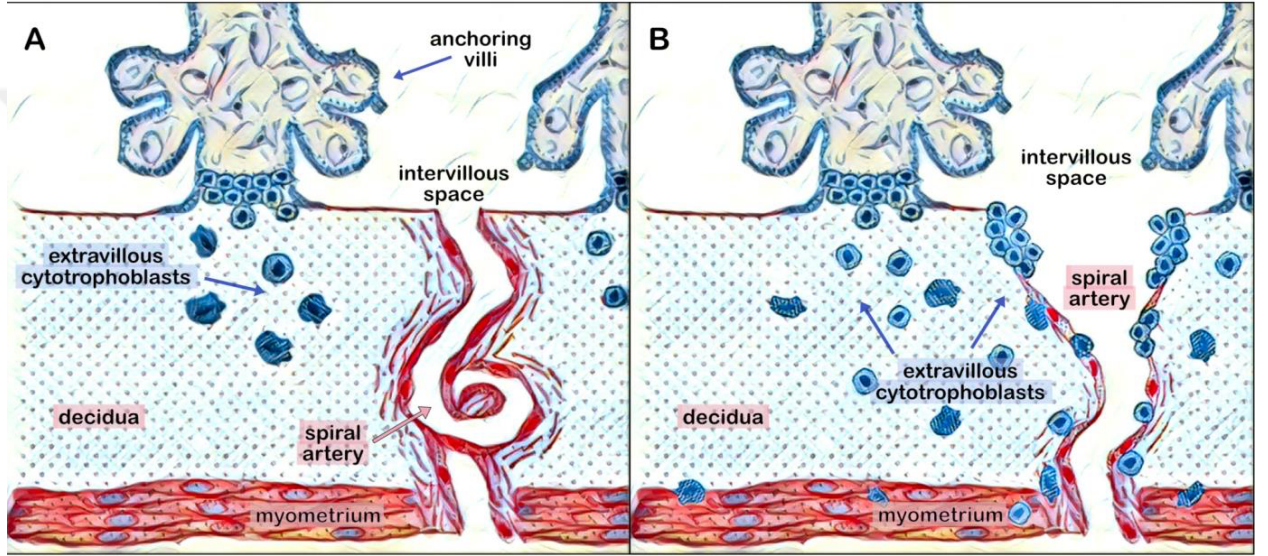 A
anchoring
villi
intervillous
space
extravillous
cytotrophoblasts
decidua
spiral
artery
myometrium
B
intervillous
space
spiral
artery
extravillous
cytotrophoblasts
decidua
myometrium